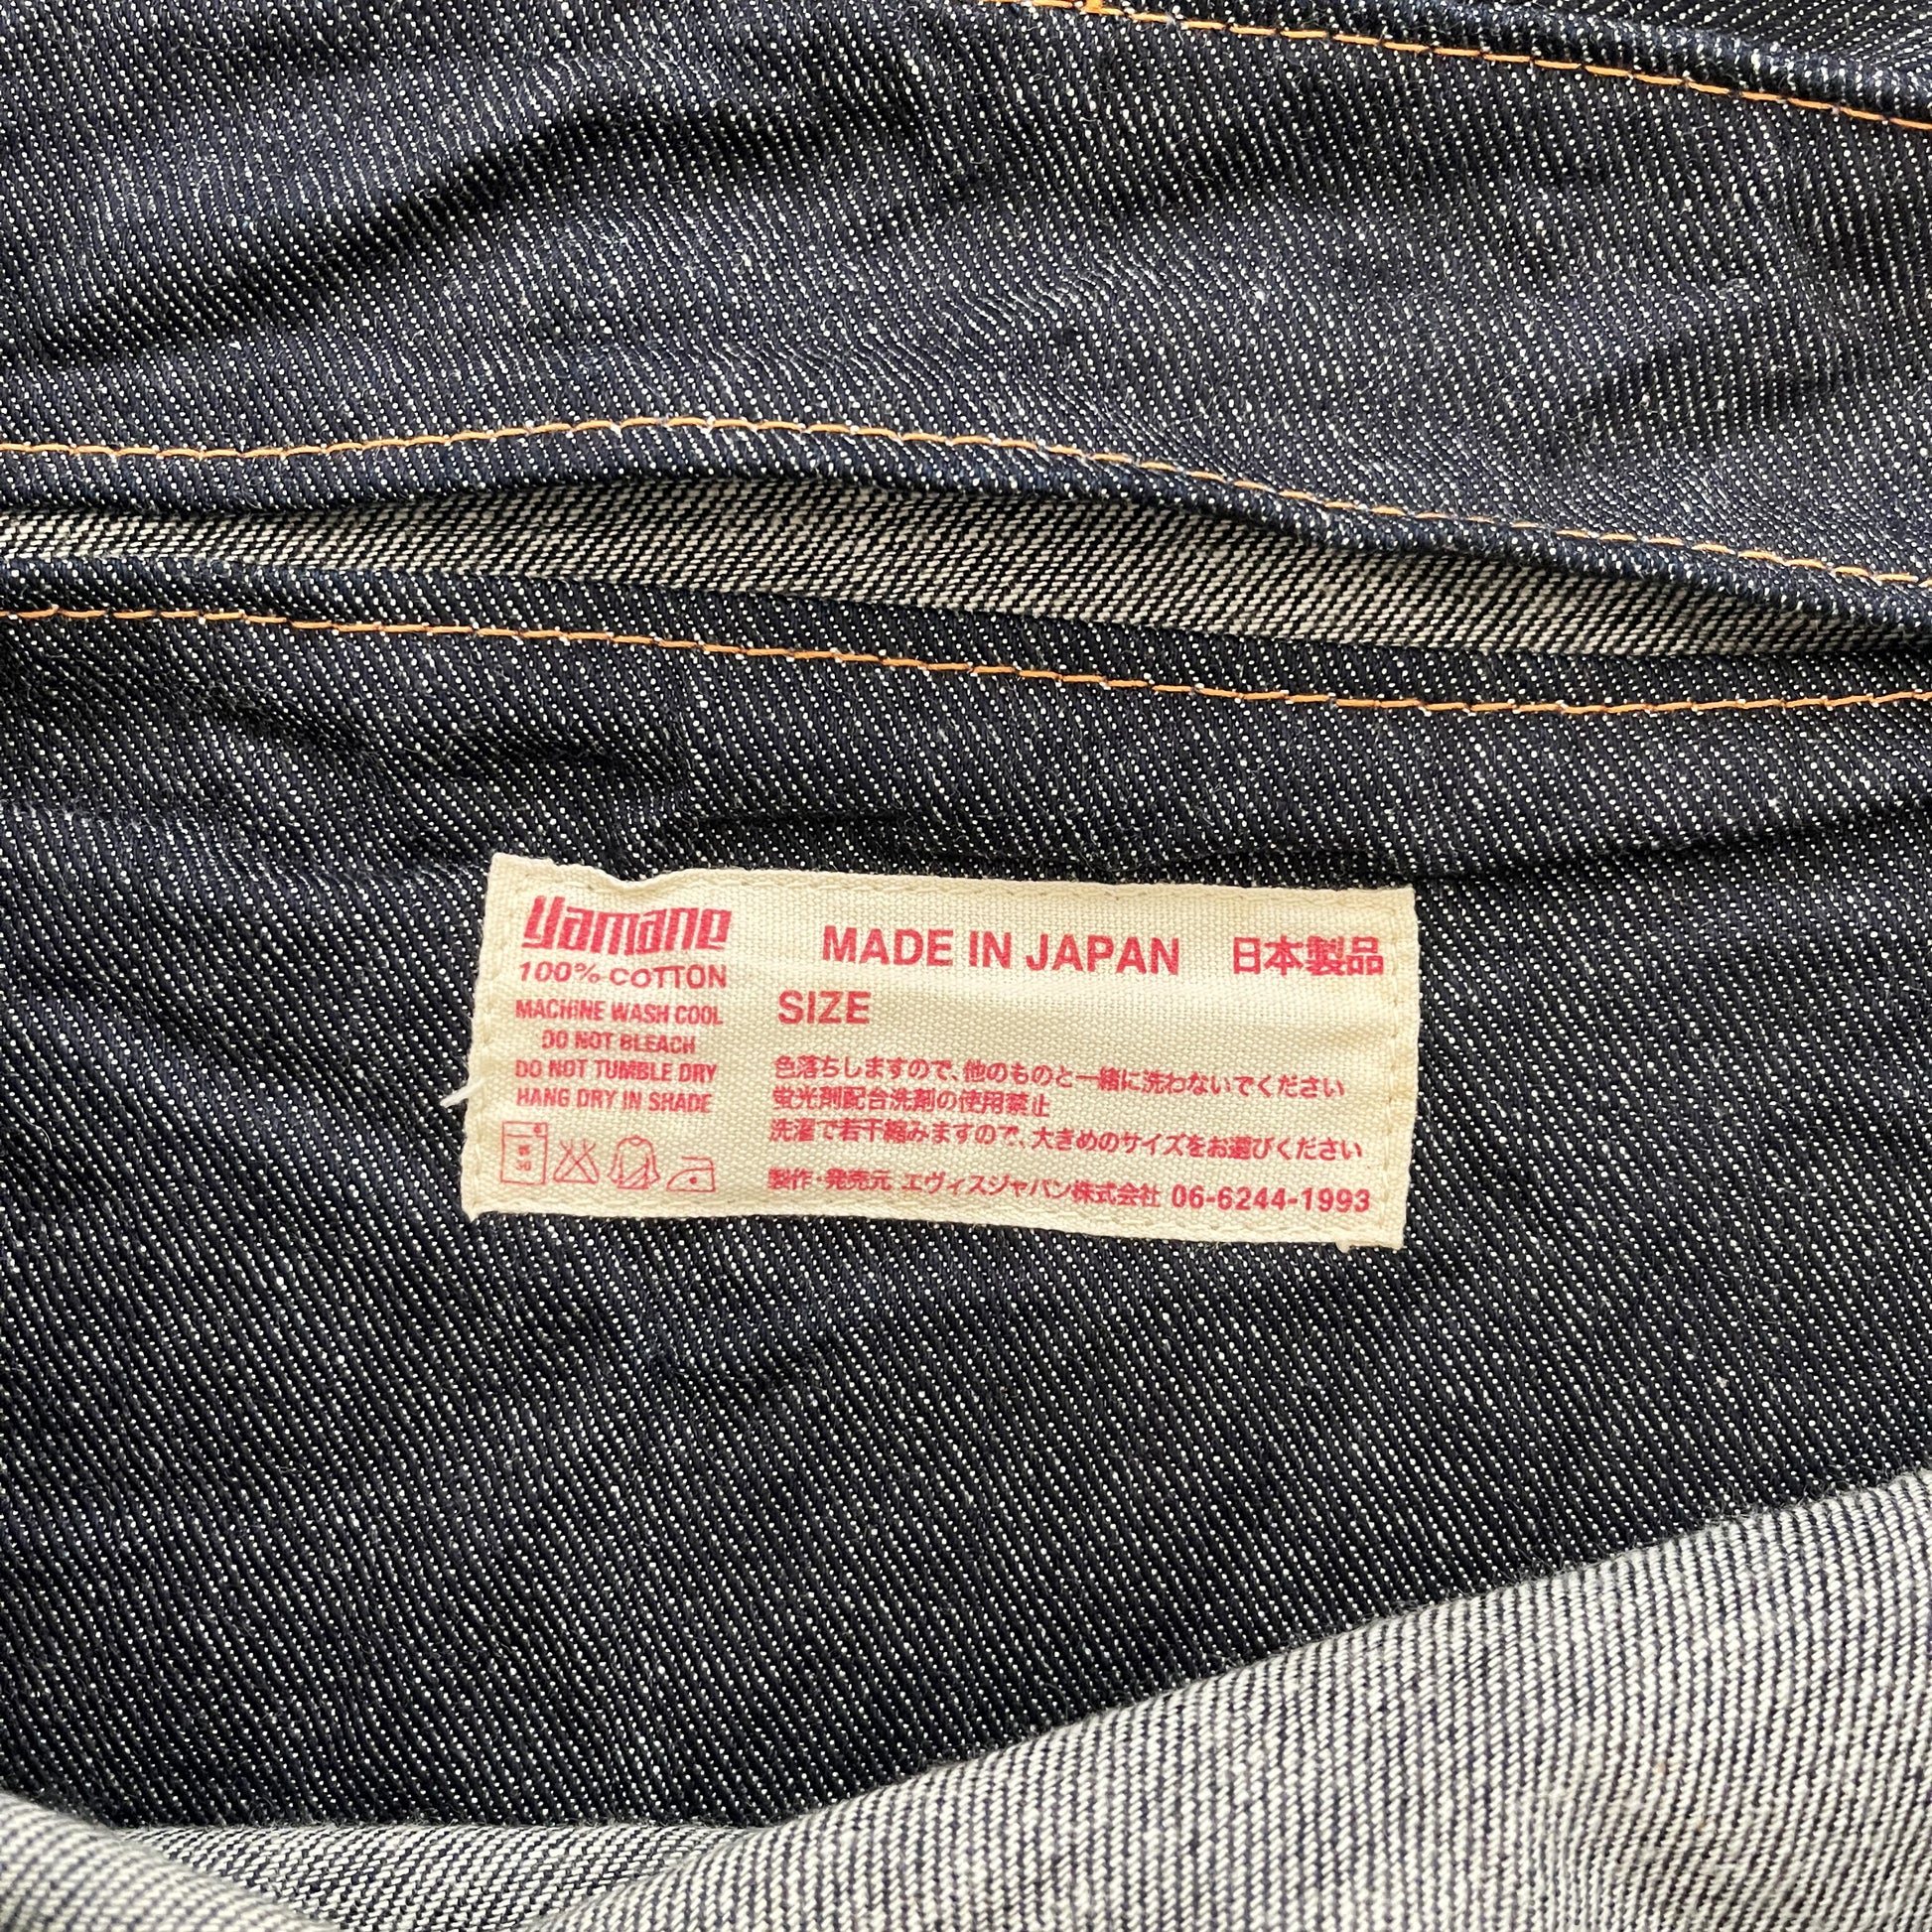 Yamane
100% COTTON
MACHINE WASH COOL
DO NOT BLEACH
DO NOT TUMBLE DRY
HANG DRY IN SHADE
30
MADE IN JAPAN 日本製品
SIZE
色落ちしますので、他のものと一緒に洗わないでください
蛍光剤配合洗剤の使用禁止
洗濯で若干縮みますので、大きめのサイズをお選びください
製作・発売元 エヴィスジャパン株式会社 06-6244-1993